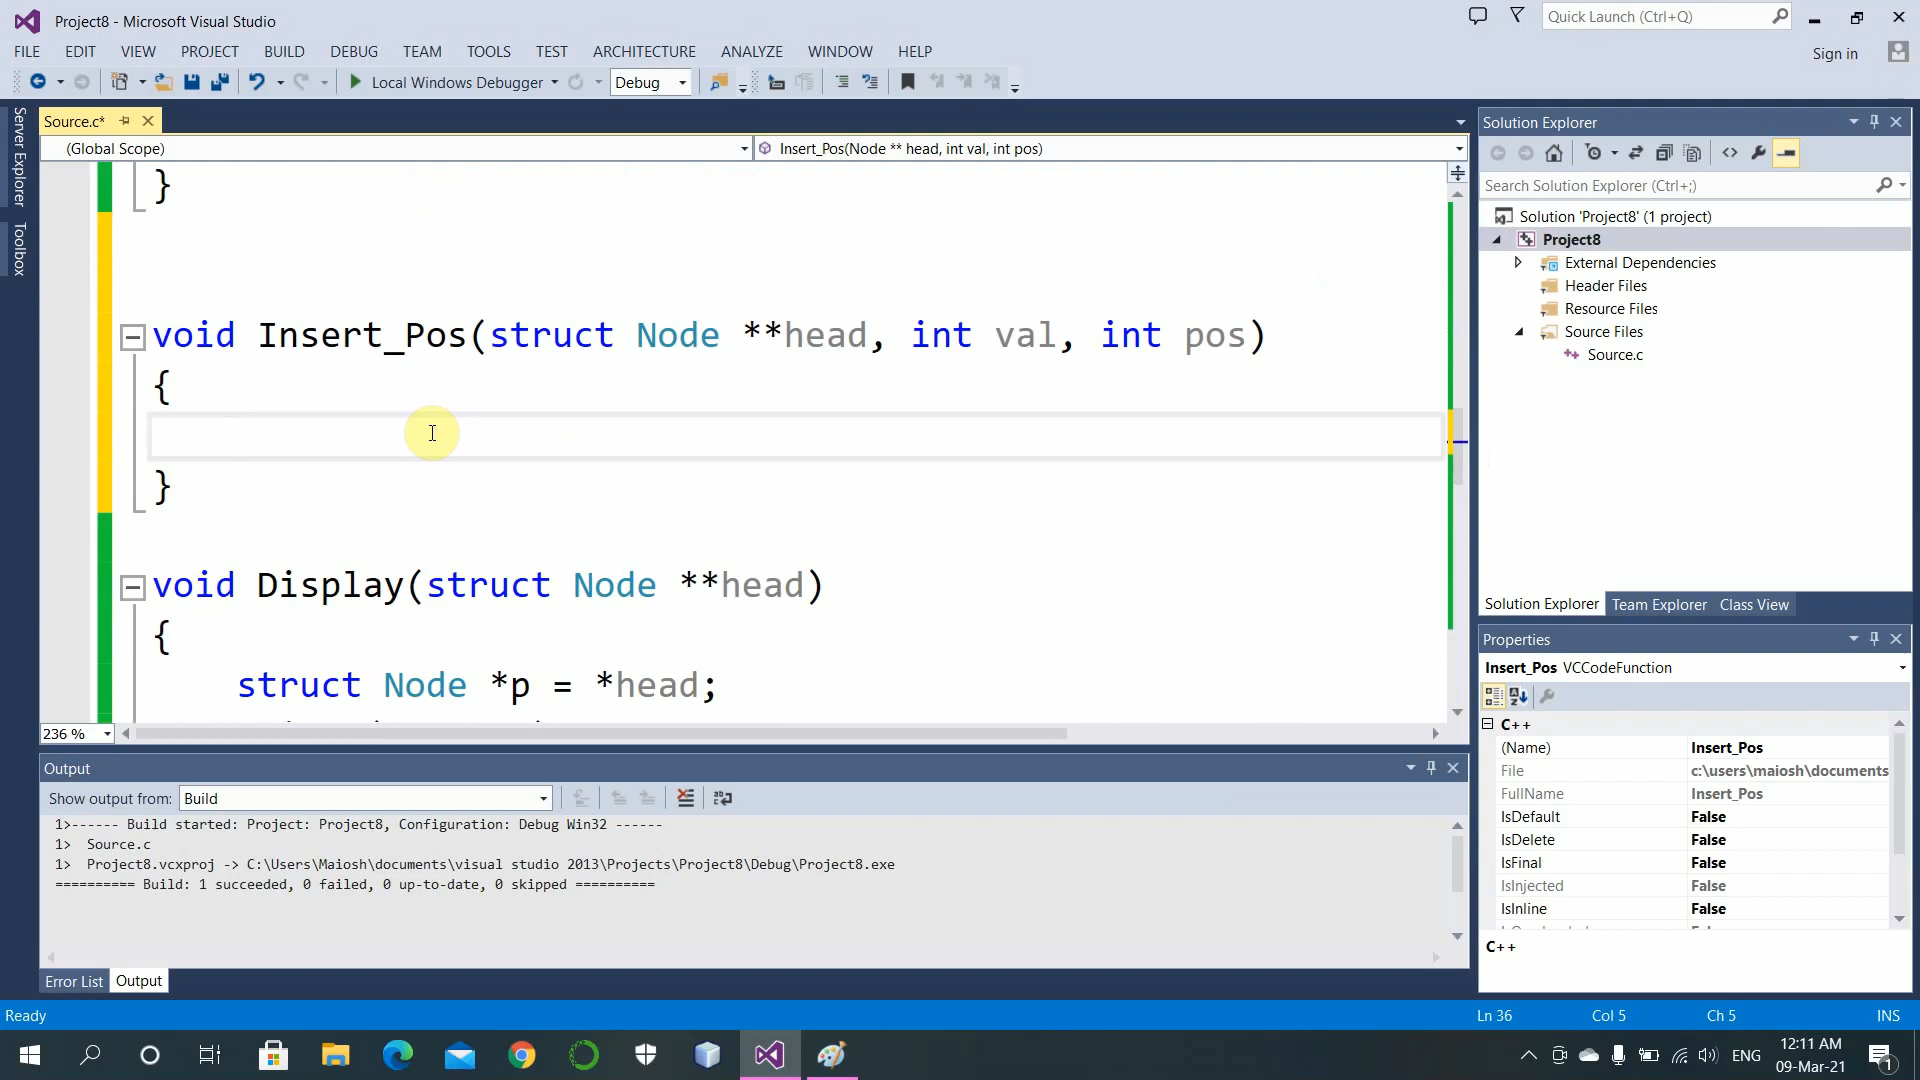 Project8 - Microsoft Visual Studio
Quick Launch (Ctrl+Q)
FILE EDIT VIEW PROJECT BUILD DEBUG TEAM TOOLS TEST ARCHITECTURE ANALYZE WINDOW HELP
Sign in
Local Windows Debugger Debug
Server Explorer
Toolbox
Source.c*
(Global Scope)
Insert_Pos(Node ** head, int val, int pos)
}
void Insert_Pos(struct Node **head, int val, int pos)
{
}
void Display(struct Node **head)
{
struct Node *p = *head;
236 %
Output
Show output from: Build
1>------ Build started: Project: Project8, Configuration: Debug Win32 ------
1>  Source.c
1>  Project8.vcxproj -> C:\Users\Maiosh\documents\visual studio 2013\Projects\Project8\Debug\Project8.exe
========== Build: 1 succeeded, 0 failed, 0 up-to-date, 0 skipped ==========
Error List Output
Solution Explorer
Search Solution Explorer (Ctrl+;)
Solution 'Project8' (1 project)
Project8
External Dependencies
Header Files
Resource Files
Source Files
Source.c
Solution Explorer Team Explorer Class View
Properties
Insert_Pos VCCodeFunction
C++
(Name) Insert_Pos
File c:\users\maiosh\documents
FullName Insert_Pos
IsDefault False
IsDelete False
IsFinal False
IsInjected False
IsInline False
C++
Ready
Ln 36 Col 5 Ch 5 INS
ENG
12:11 AM
09-Mar-21
1